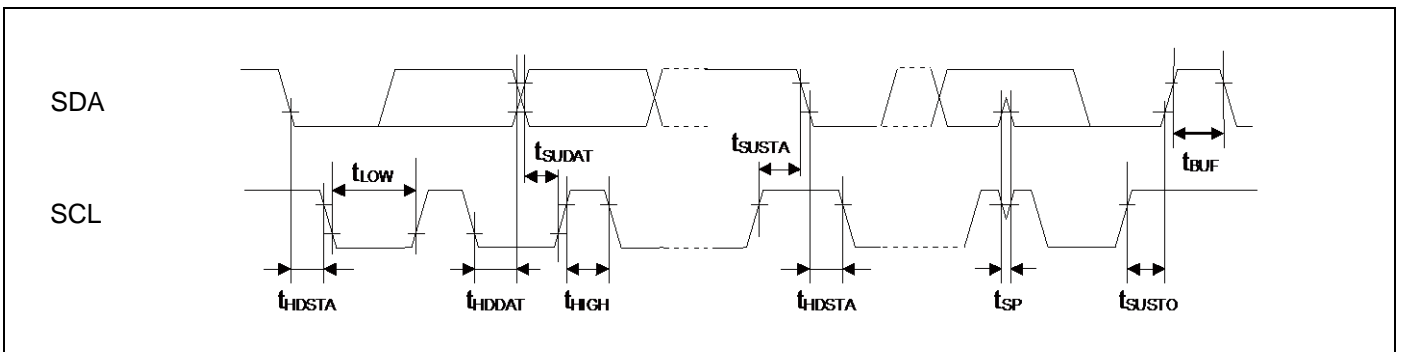 SDA
tSUDAT
tSUSTA
tLOW
tBUF
SCL
tHDSTA
tHDDAT
tHIGH
tHDSTA
tSP
tSUSTO